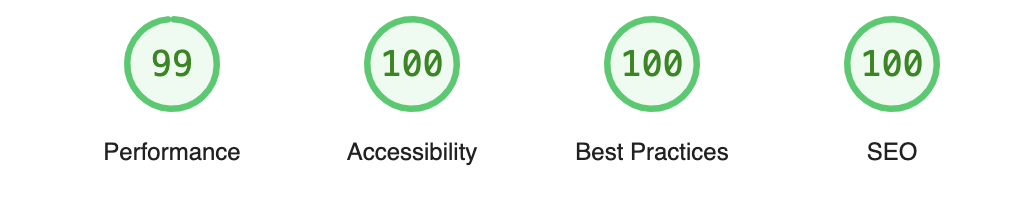 99 100 100 100
Performance Accessibility Best Practices SEO